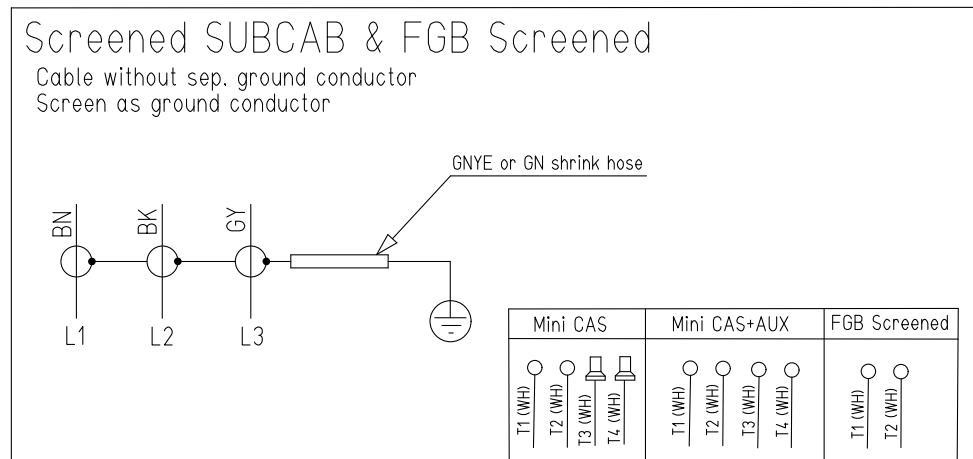 Screened SUBCAB & FGB Screened
Cable without sep. ground conductor
Screen as ground conductor
GNYE or GN shrink hose
BN
BK
GY
L1
L2
L3
Mini CAS
Mini CAS+AUX
FGB Screened
T1 (WH)
T2 (WH)
T3 (WH)
T4 (WH)
T1 (WH)
T2 (WH)
T3 (WH)
T4 (WH)
T1 (WH)
T2 (WH)